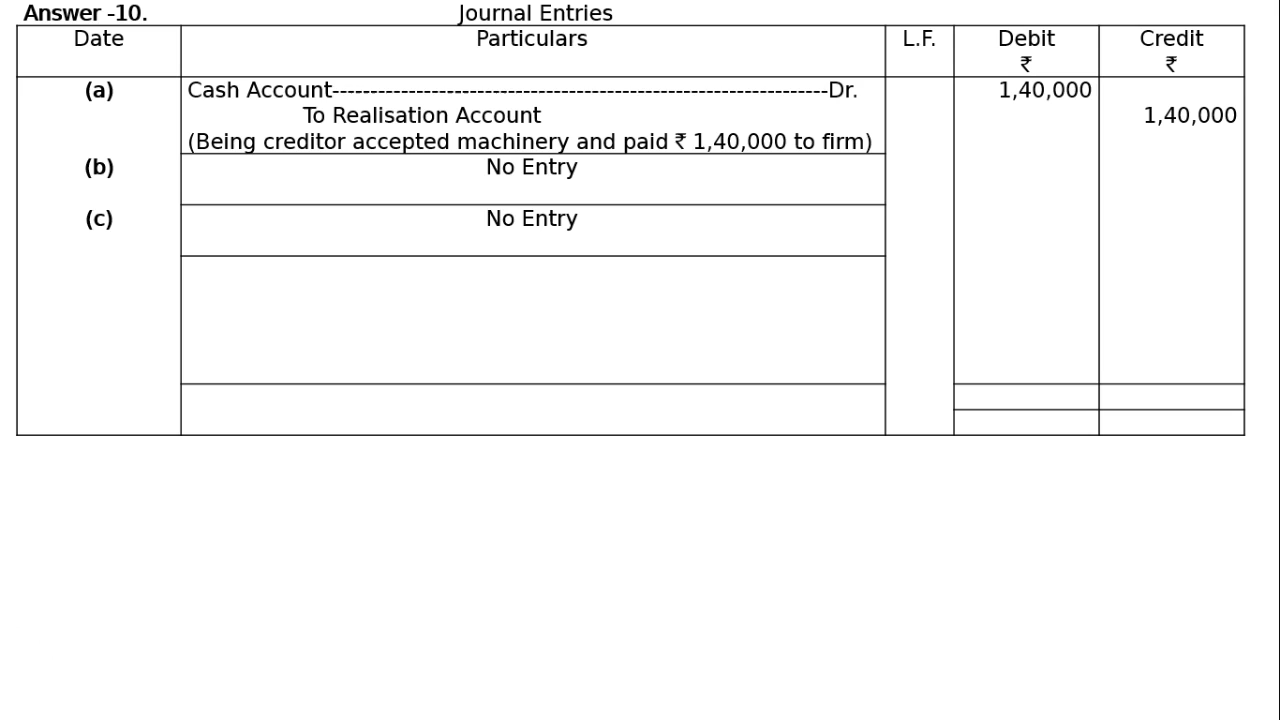 Answer -10. Journal Entries
Date Particulars L.F. Debit Credit
₹ ₹
(a) Cash Account-----------------------------------------------------------------Dr. 1,40,000
To Realisation Account 1,40,000
(Being creditor accepted machinery and paid ₹ 1,40,000 to firm)
(b) No Entry
(c) No Entry